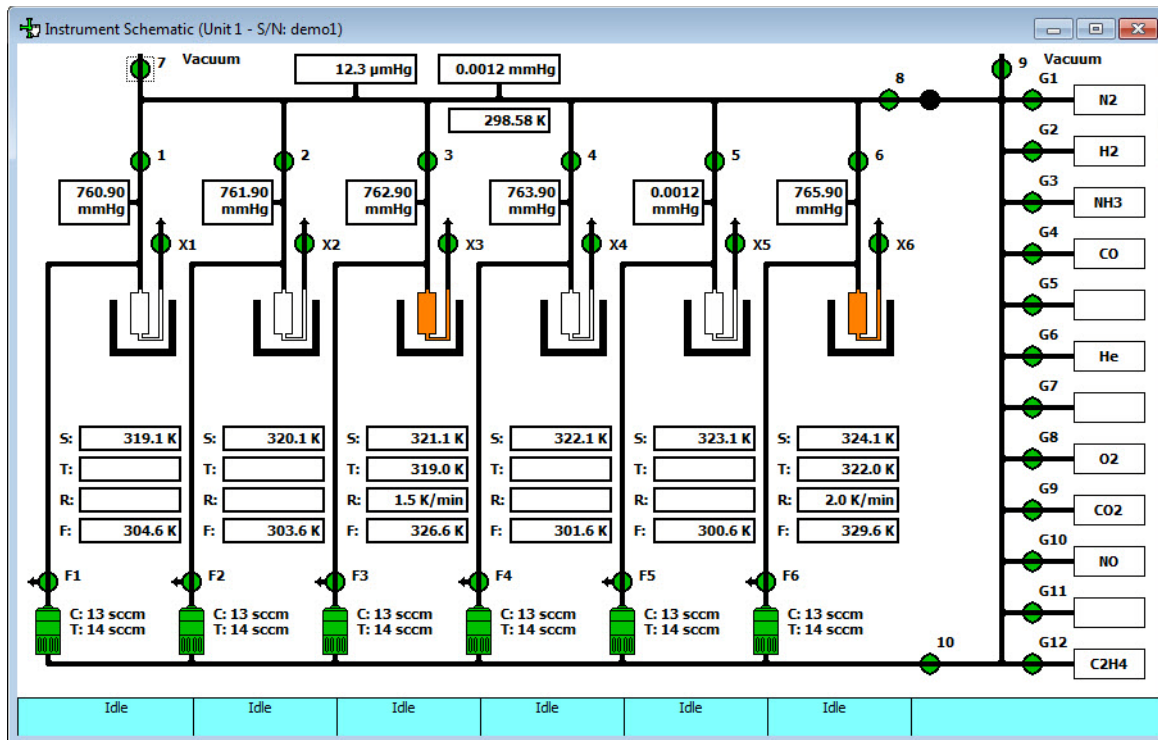 Instrument Schematic (Unit 1 - S/N: demo1)
7 Vacuum 12.3 µmHg 0.0012 mmHg 9 Vacuum
8 G1 N2
298.58 K
G2 H2
1 2 3 4 5 6
760.90 mmHg
761.90 mmHg
762.90 mmHg
763.90 mmHg
0.0012 mmHg
765.90 mmHg
G3 NH3
X1 X2 X3 X4 X5 X6
G4 CO
G5
G6 He
G7
S: 319.1 K S: 320.1 K S: 321.1 K S: 322.1 K S: 323.1 K S: 324.1 K
G8 O2
T: T: T: 319.0 K T: T: T: 322.0 K
R: R: R: 1.5 K/min R: R: R: 2.0 K/min
G9 CO2
F: 304.6 K F: 303.6 K F: 326.6 K F: 301.6 K F: 300.6 K F: 329.6 K
G10 NO
F1 F2 F3 F4 F5 F6
G11
C: 13 sccm C: 13 sccm C: 13 sccm C: 13 sccm C: 13 sccm C: 13 sccm
T: 14 sccm T: 14 sccm T: 14 sccm T: 14 sccm T: 14 sccm T: 14 sccm
10 G12 C2H4
Idle Idle Idle Idle Idle Idle